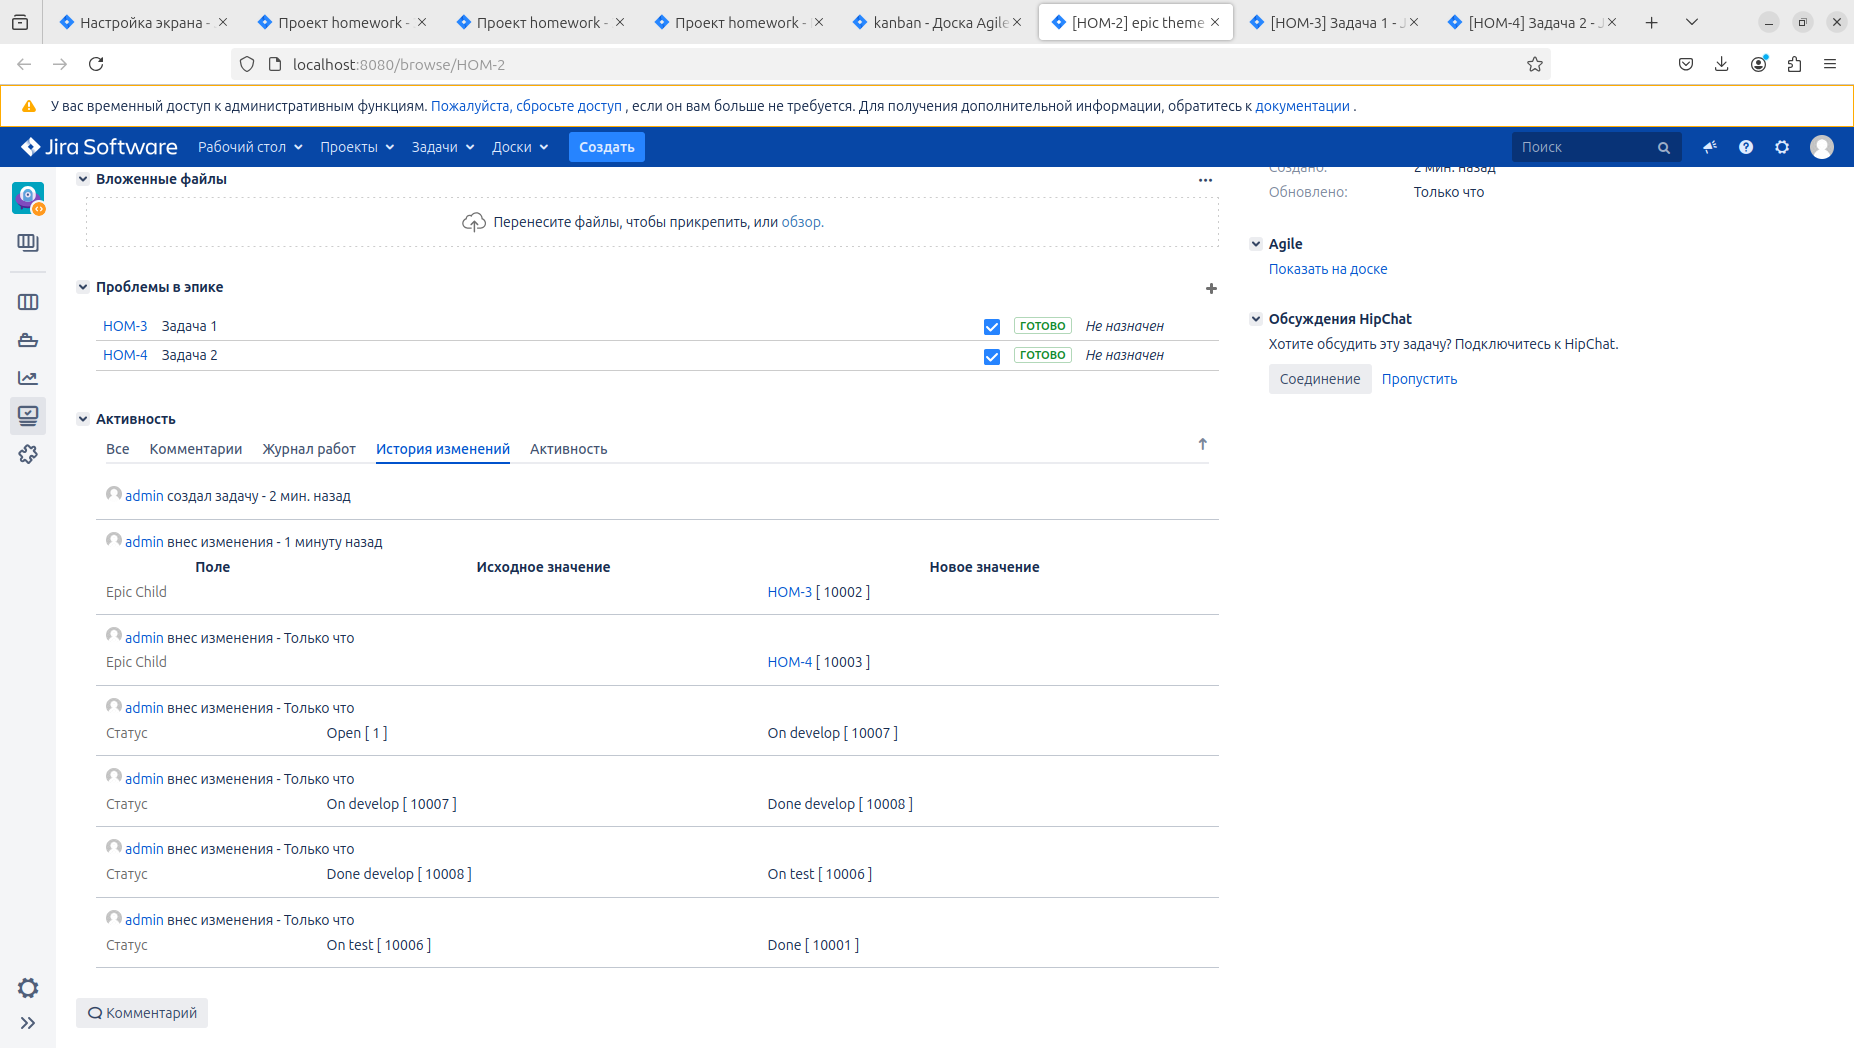 Настройка экрана -
Проект homework -
Проект homework -
Проект homework -
kanban - Доска Agile
[HOM-2] epic theme
[HOM-3] Задача 1 - J
[HOM-4] Задача 2 - J
localhost:8080/browse/HOM-2
У вас временный доступ к административным функциям. Пожалуйста, сбросьте доступ , если он вам больше не требуется. Для получения дополнительной информации, обратитесь к документации .
Jira Software
Рабочий стол
Проекты
Задачи
Доски
Создать
Поиск
Вложенные файлы
Создано:
2 мин. назад
Обновлено:
Только что
Перенесите файлы, чтобы прикрепить, или обзор.
Agile
Показать на доске
Проблемы в эпике
HOM-3 Задача 1 ГОТОВО Не назначен
HOM-4 Задача 2 ГОТОВО Не назначен
Обсуждения HipChat
Хотите обсудить эту задачу? Подключитесь к HipChat.
Соединение Пропустить
Активность
Все Комментарии Журнал работ История изменений Активность
admin создал задачу - 2 мин. назад
admin внес изменения - 1 минуту назад
Поле Исходное значение Новое значение
Epic Child HOM-3 [ 10002 ]
admin внес изменения - Только что
Epic Child HOM-4 [ 10003 ]
admin внес изменения - Только что
Статус Open [ 1 ] On develop [ 10007 ]
admin внес изменения - Только что
Статус On develop [ 10007 ] Done develop [ 10008 ]
admin внес изменения - Только что
Статус Done develop [ 10008 ] On test [ 10006 ]
admin внес изменения - Только что
Статус On test [ 10006 ] Done [ 10001 ]
Комментарий